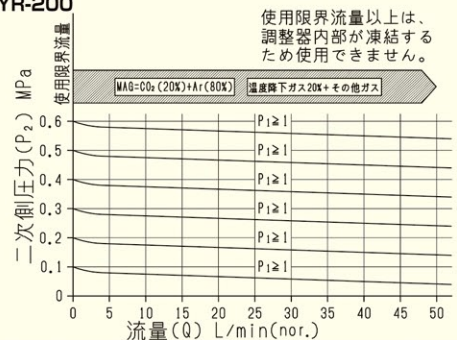 YR-200
使用限界流量以上は、
調整器内部が凍結する
ため使用できません。
使用限界流量
MAG=CO₂(20%)+Ar(80%)
温度降下ガス20%+その他ガス
二次側圧力(P₂) MPa
0.6
0.5
0.4
0.3
0.2
0.1
0
P₁≧1
P₁≧1
P₁≧1
P₁≧1
P₁≧1
P₁≧1
0 5 10 15 20 25 30 35 40 45 50
流量(Q) L/min(nor.)